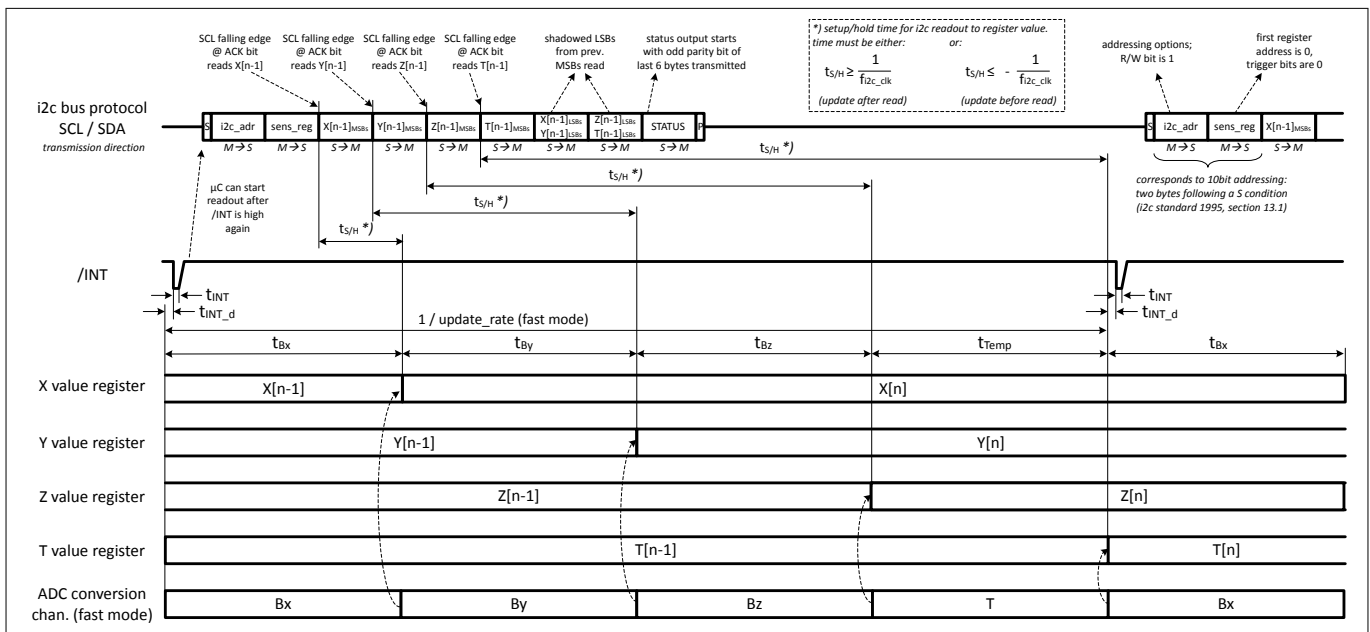 SCL falling edge
@ ACK bit
reads X[n-1]
SCL falling edge
@ ACK bit
reads Y[n-1]
SCL falling edge
@ ACK bit
reads Z[n-1]
SCL falling edge
@ ACK bit
reads T[n-1]
shadowed LSBs
from prev.
MSBs read
status output starts
with odd parity bit of
last 6 bytes transmitted
*) setup/hold time for i2c readout to register value.
time must be either: or:
tS/H ≥ 1 / fi2c_clk tS/H ≤ - 1 / fi2c_clk
(update after read) (update before read)
addressing options;
R/W bit is 1
first register
address is 0,
trigger bits are 0
i2c bus protocol
SCL / SDA
transmission direction
S i2c_adr sens_reg X[n-1]MSBs Y[n-1]MSBs Z[n-1]MSBs T[n-1]MSBs X[n-1]LSBs Z[n-1]LSBs STATUS P
Y[n-1]LSBs T[n-1]LSBs
S i2c_adr sens_reg X[n-1]MSBs
M→S M→S S→M S→M S→M S→M S→M S→M S→M
M→S M→S S→M
tS/H *)
tS/H *)
tS/H *)
tS/H *)
µC can start
readout after
/INT is high
again
corresponds to 10bit addressing:
two bytes following a S condition
(i2c standard 1995, section 13.1)
/INT
tINT
tINT_d
tINT
tINT_d
1 / update_rate (fast mode)
tBx tBy tBz tTemp tBx
X value register X[n-1] X[n]
Y value register Y[n-1] Y[n]
Z value register Z[n-1] Z[n]
T value register T[n-1] T[n]
ADC conversion
chan. (fast mode) Bx By Bz T Bx